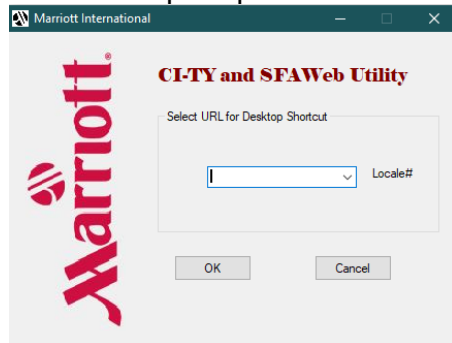 Marriott International
Marriott®
CI-TY and SFAWeb Utility
Select URL for Desktop Shortcut
Locale#
OK
Cancel